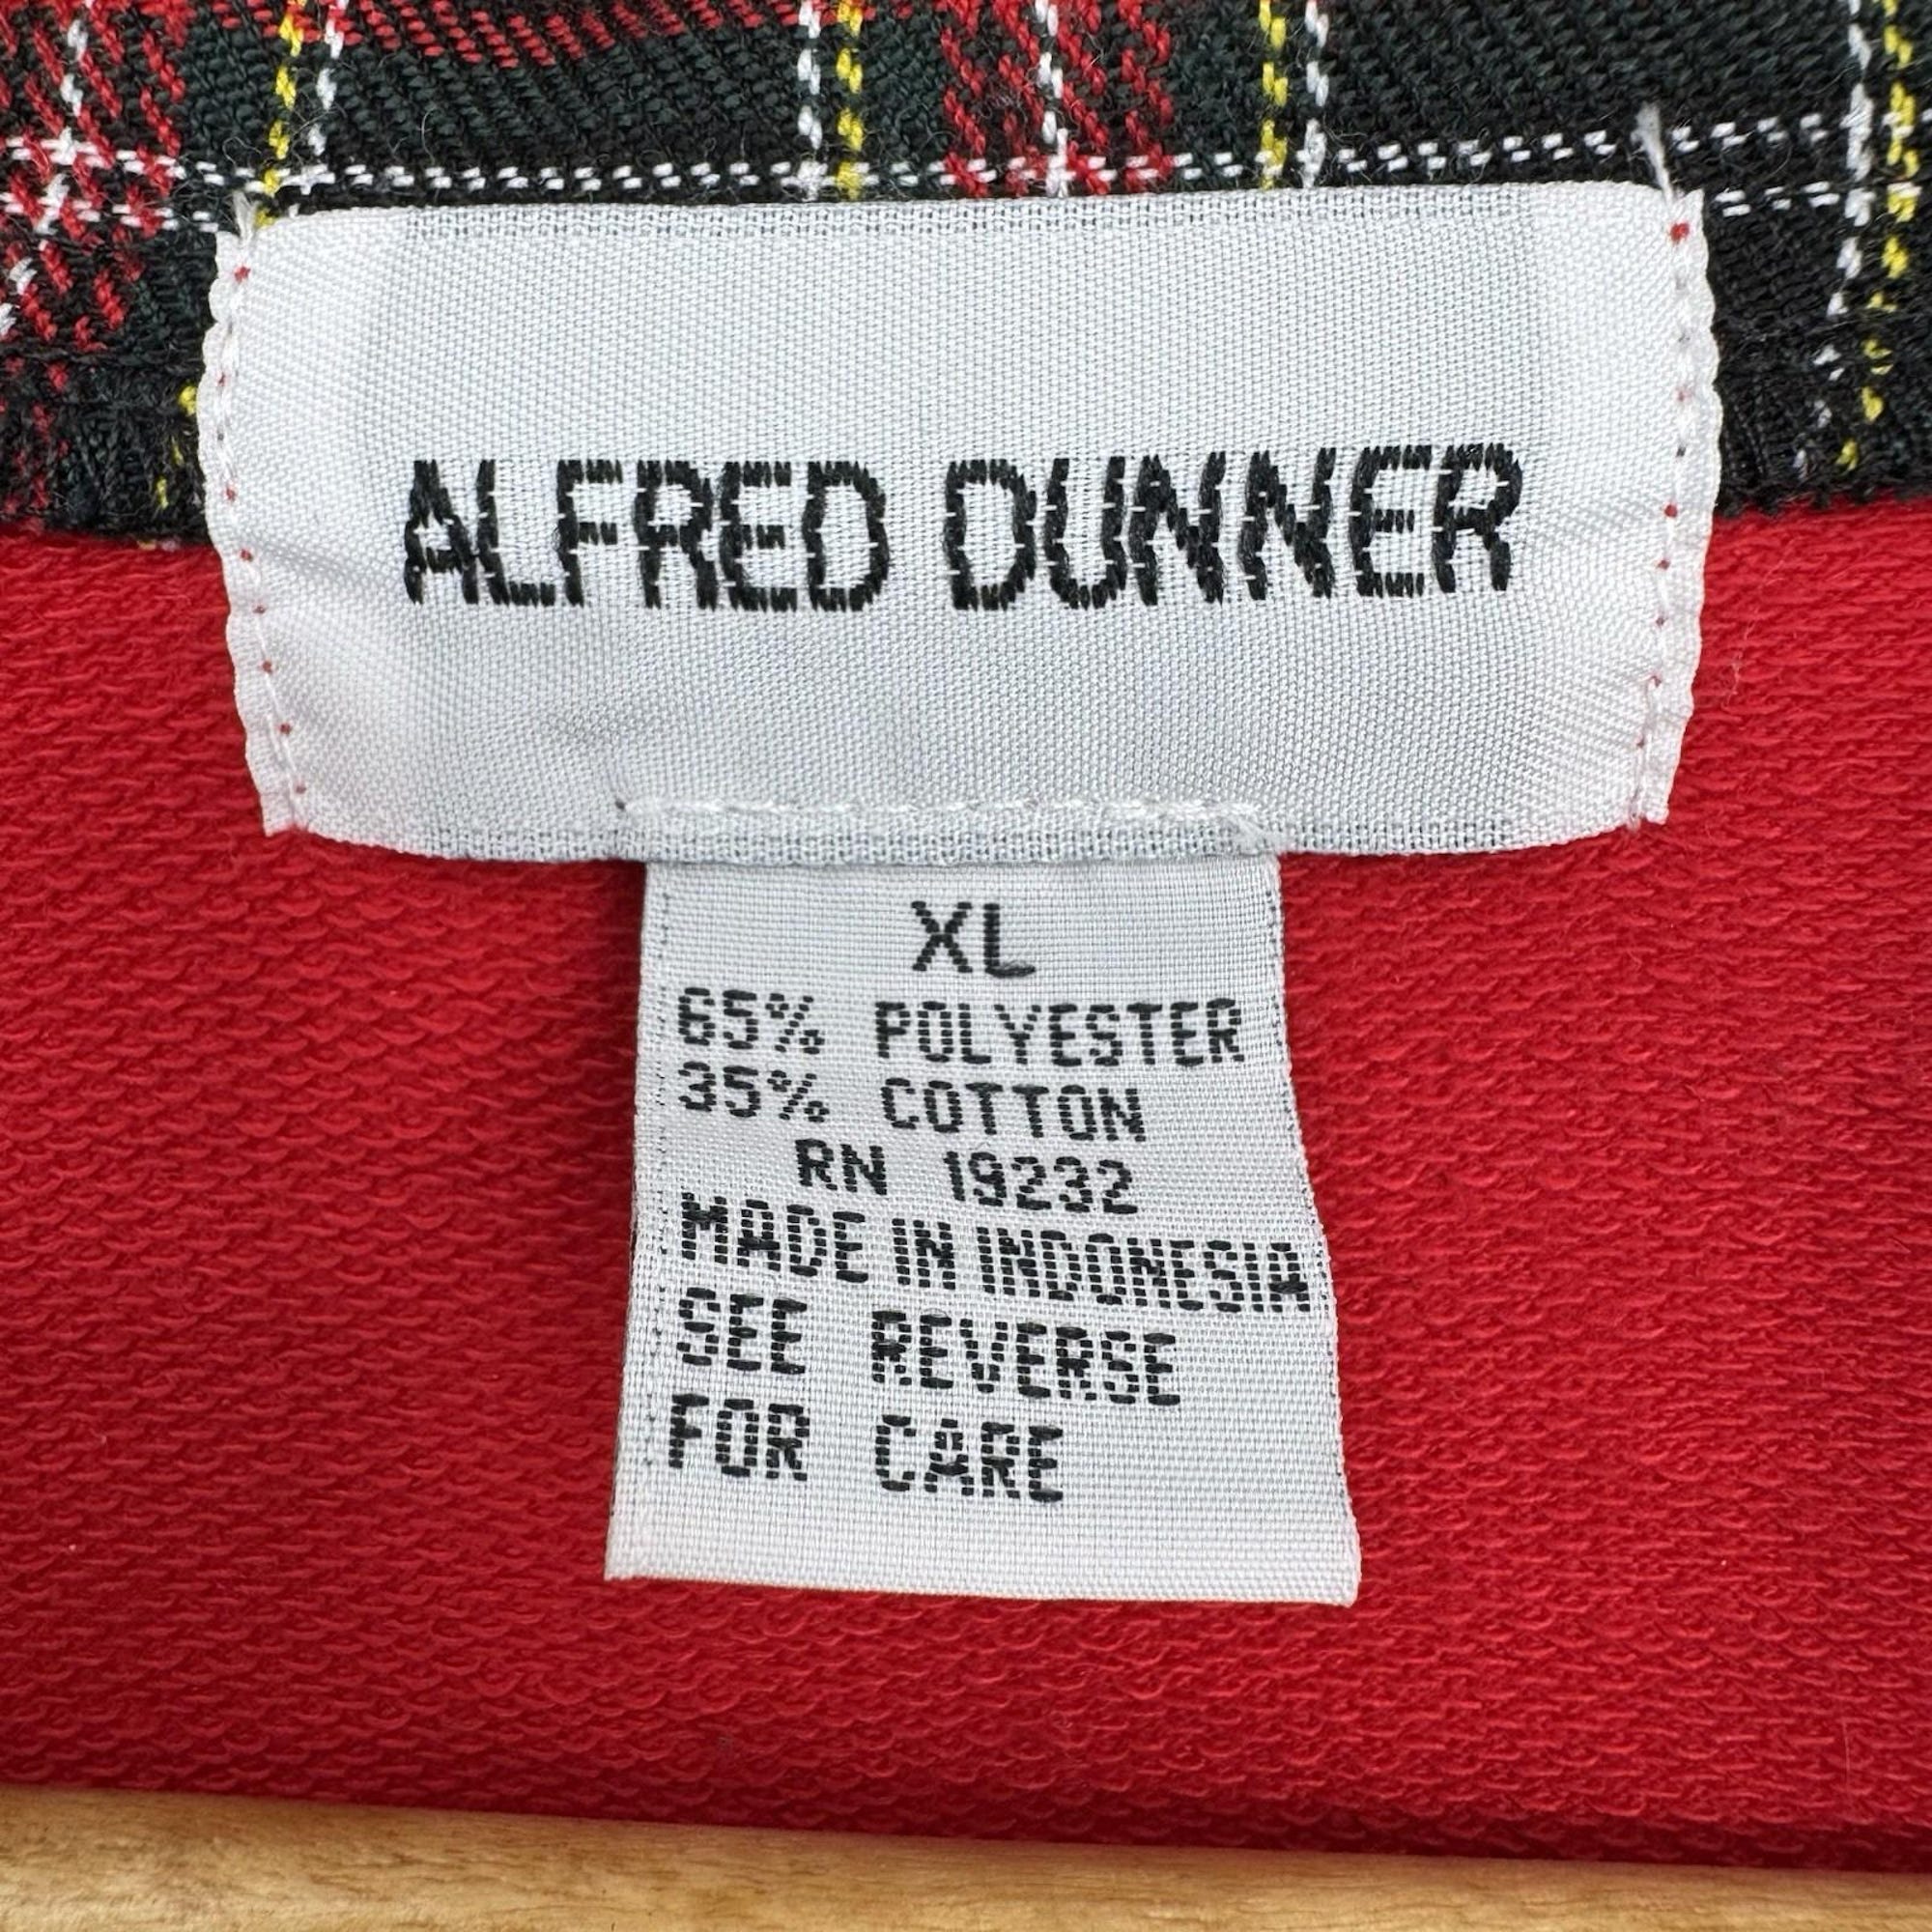 ALFRED DUNNER
XL
65% POLYESTER
35% COTTON
RN 19232
MADE IN INDONESIA
SEE REVERSE
FOR CARE